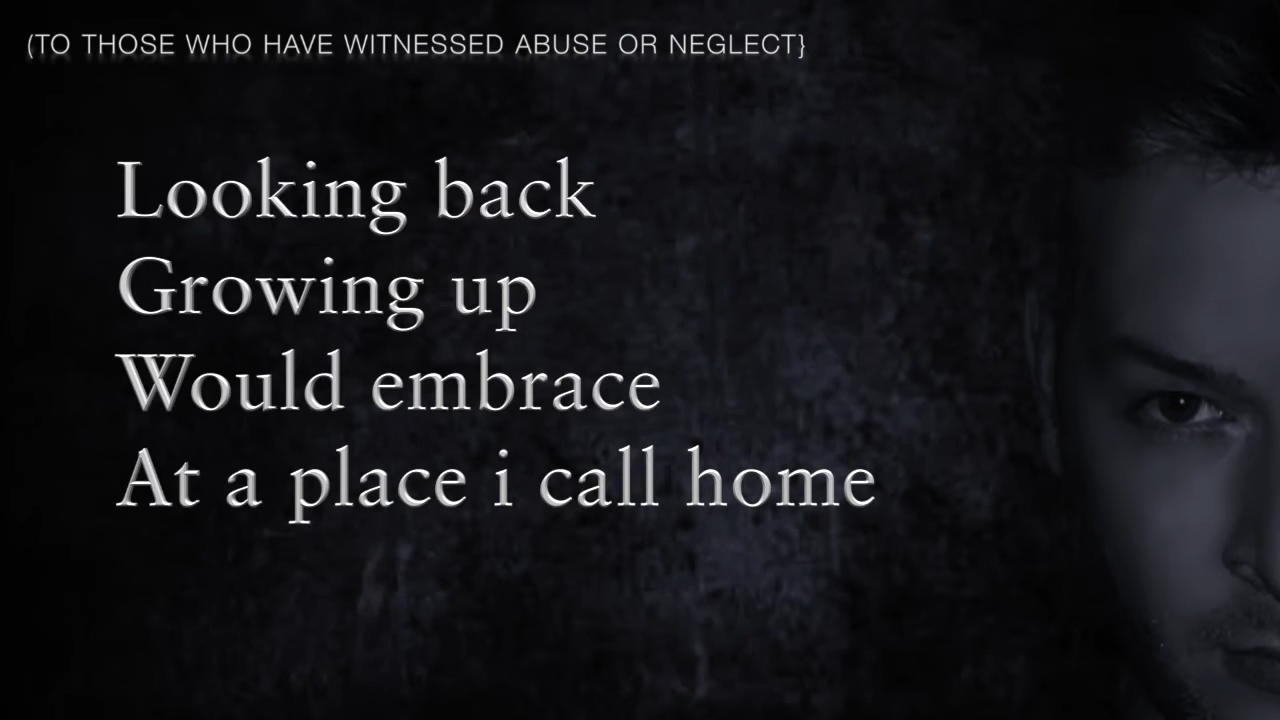 (TO THOSE WHO HAVE WITNESSED ABUSE OR NEGLECT}
Looking back
Growing up
Would embrace
At a place i call home